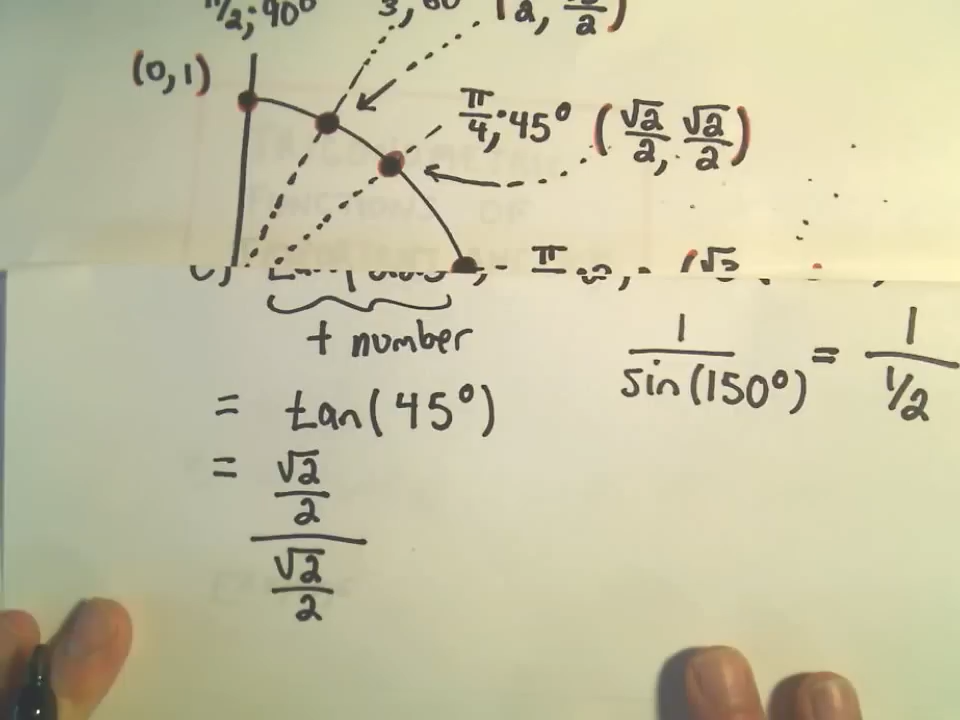 π/2; 90°
(0, 1)
π/4; 45° (√2/2, √2/2)
+ number
= tan(45°)
= √2/2
√2/2
1/sin(150°) = 1/1/2